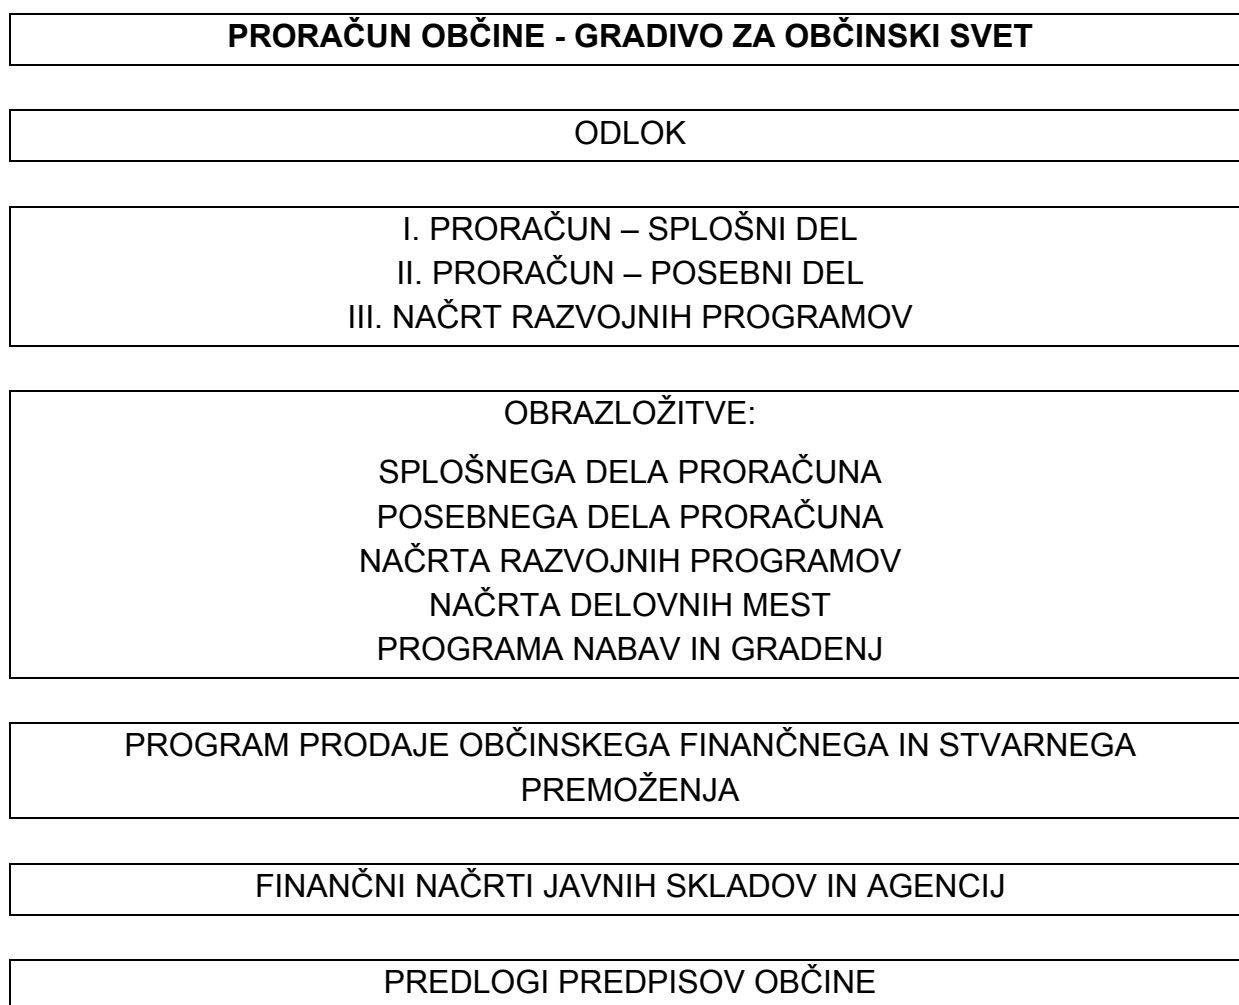 PRORAČUN OBČINE - GRADIVO ZA OBČINSKI SVET
ODLOK
I. PRORAČUN – SPLOŠNI DEL
II. PRORAČUN – POSEBNI DEL
III. NAČRT RAZVOJNIH PROGRAMOV
OBRAZLOŽITVE:
SPLOŠNEGA DELA PRORAČUNA
POSEBNEGA DELA PRORAČUNA
NAČRTA RAZVOJNIH PROGRAMOV
NAČRTA DELOVNIH MEST
PROGRAMA NABAV IN GRADENJ
PROGRAM PRODAJE OBČINSKEGA FINANČNEGA IN STVARNEGA
PREMOŽENJA
FINANČNI NAČRTI JAVNIH SKLADOV IN AGENCIJ
PREDLOGI PREDPISOV OBČINE